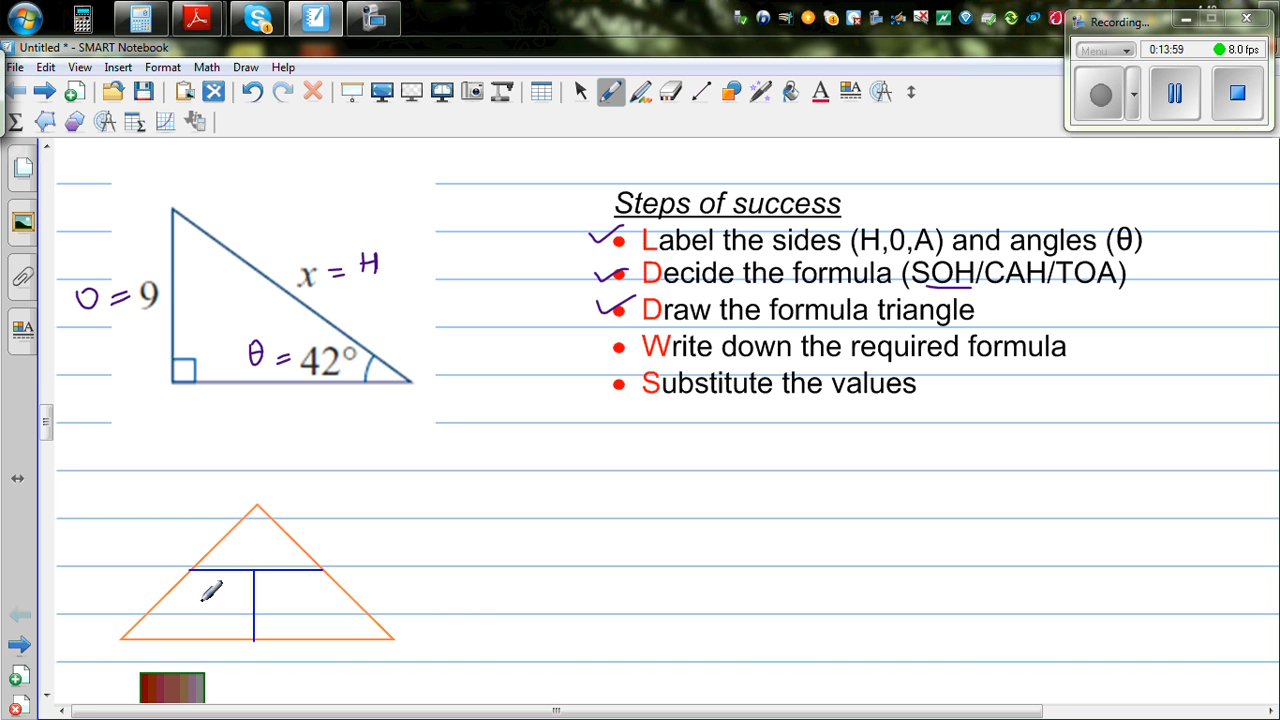 Untitled * - SMART Notebook
File Edit View Insert Format Math Draw Help
Recording...
Menu
0:13:59
8.0 fps
Steps of success
• Label the sides (H,0,A) and angles (θ)
• Decide the formula (SOH/CAH/TOA)
• Draw the formula triangle
• Write down the required formula
• Substitute the values
x = H
O = 9
θ = 42°